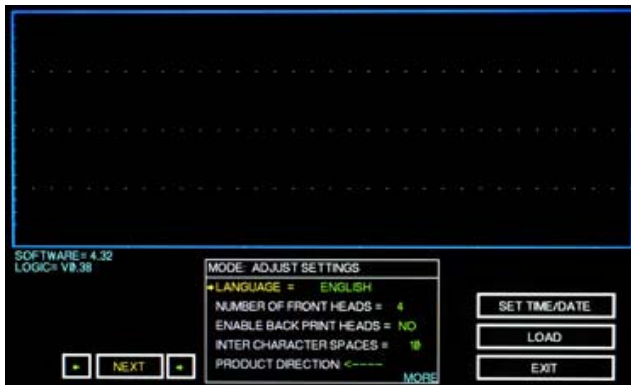 SOFTWARE= 4.32
LOGIC= V0.38
MODE: ADJUST SETTINGS
LANGUAGE = ENGLISH
NUMBER OF FRONT HEADS = 4
ENABLE BACK PRINT HEADS = NO
INTER CHARACTER SPACES = 10
PRODUCT DIRECTION <----
MORE
NEXT
SET TIME/DATE
LOAD
EXIT